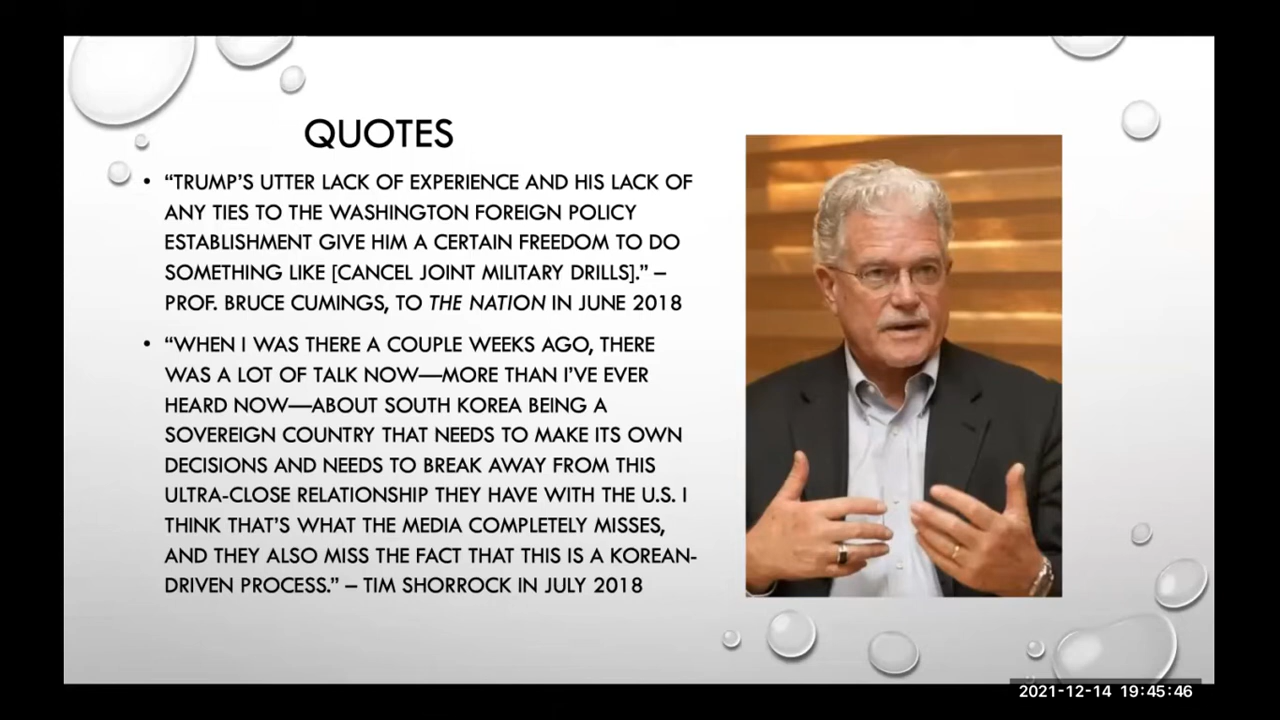 QUOTES
• “TRUMP’S UTTER LACK OF EXPERIENCE AND HIS LACK OF
ANY TIES TO THE WASHINGTON FOREIGN POLICY
ESTABLISHMENT GIVE HIM A CERTAIN FREEDOM TO DO
SOMETHING LIKE [CANCEL JOINT MILITARY DRILLS].” –
PROF. BRUCE CUMINGS, TO THE NATION IN JUNE 2018
• “WHEN I WAS THERE A COUPLE WEEKS AGO, THERE
WAS A LOT OF TALK NOW—MORE THAN I’VE EVER
HEARD NOW—ABOUT SOUTH KOREA BEING A
SOVEREIGN COUNTRY THAT NEEDS TO MAKE ITS OWN
DECISIONS AND NEEDS TO BREAK AWAY FROM THIS
ULTRA-CLOSE RELATIONSHIP THEY HAVE WITH THE U.S. I
THINK THAT’S WHAT THE MEDIA COMPLETELY MISSES,
AND THEY ALSO MISS THE FACT THAT THIS IS A KOREAN-
DRIVEN PROCESS.” – TIM SHORROCK IN JULY 2018
2021-12-14 19:45:46